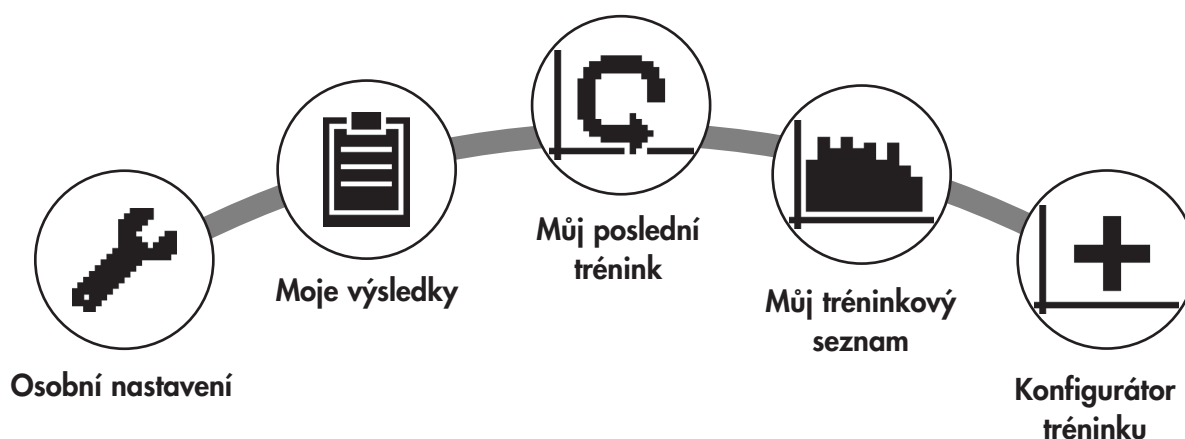 Osobní nastavení
Moje výsledky
Můj poslední
trénink
Můj tréninkový
seznam
Konfigurátor
tréninku